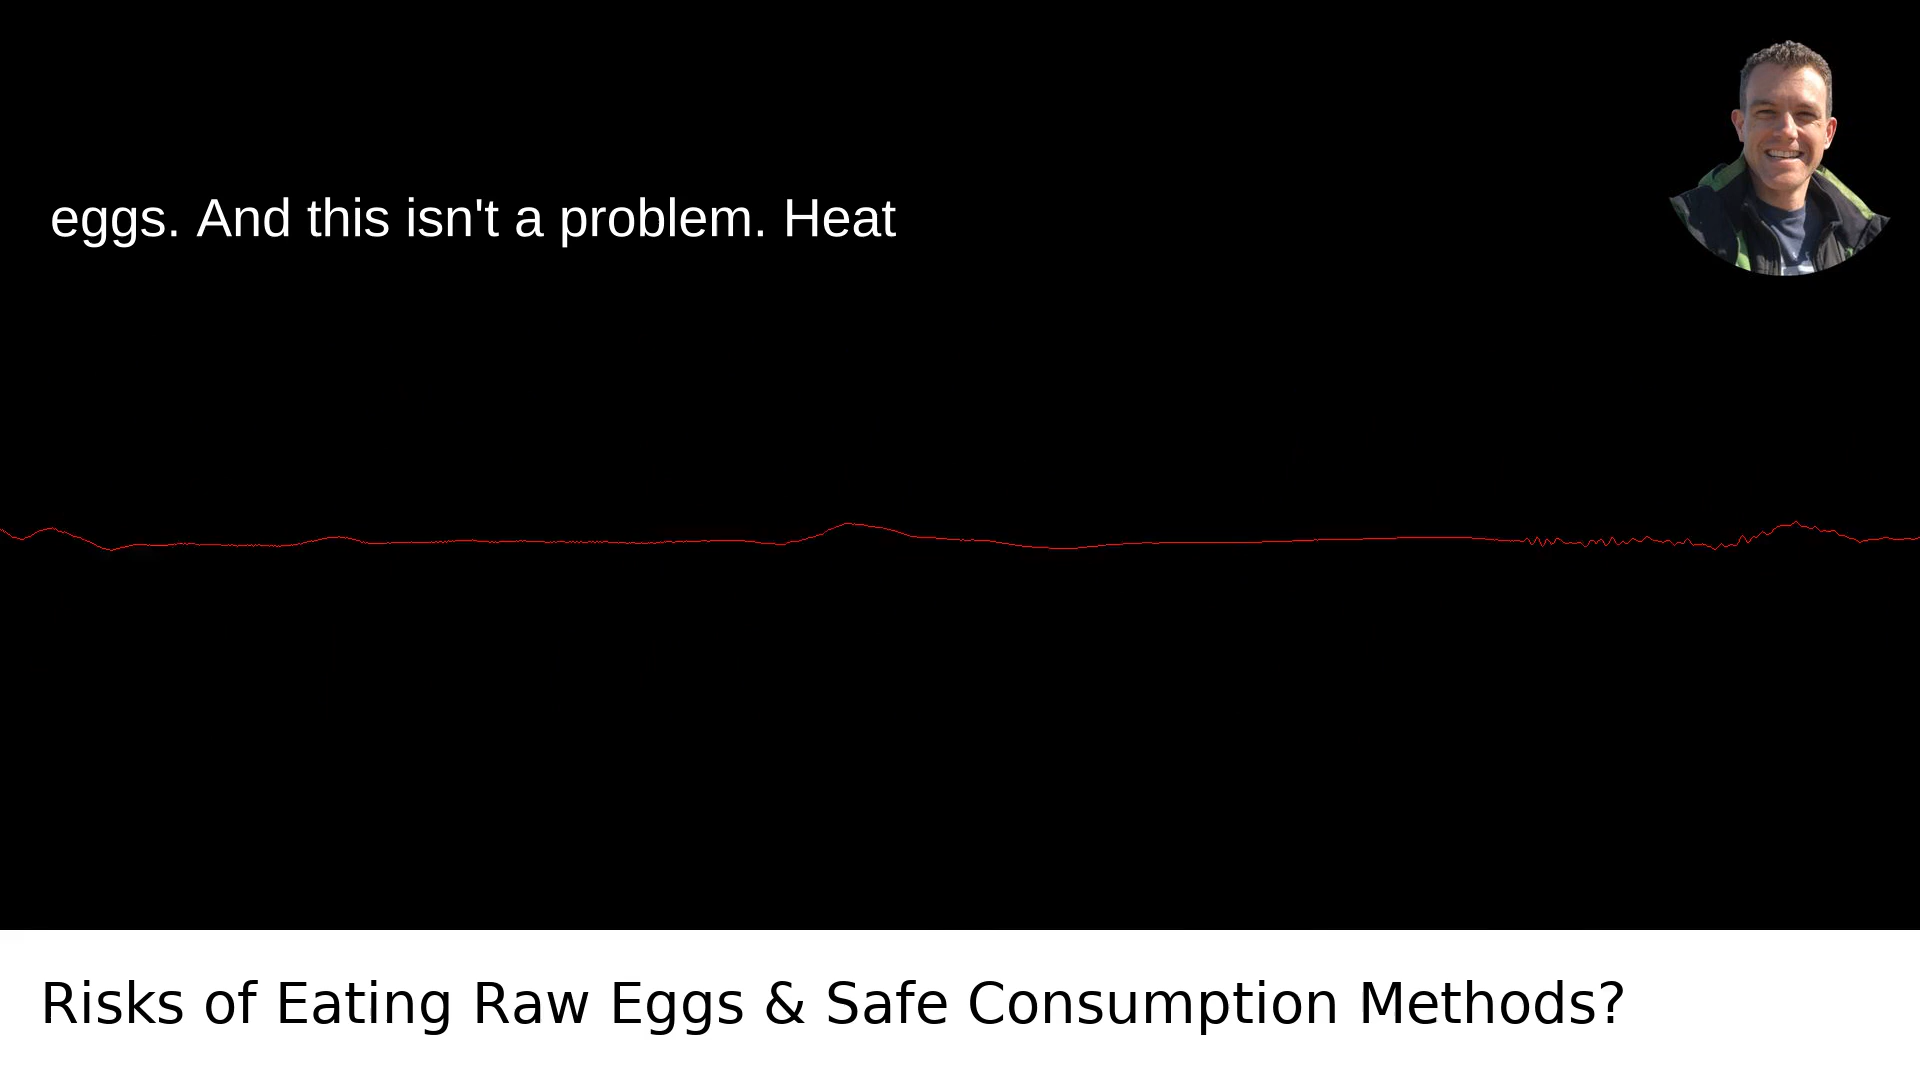 eggs. And this isn't a problem. Heat
Risks of Eating Raw Eggs & Safe Consumption Methods?